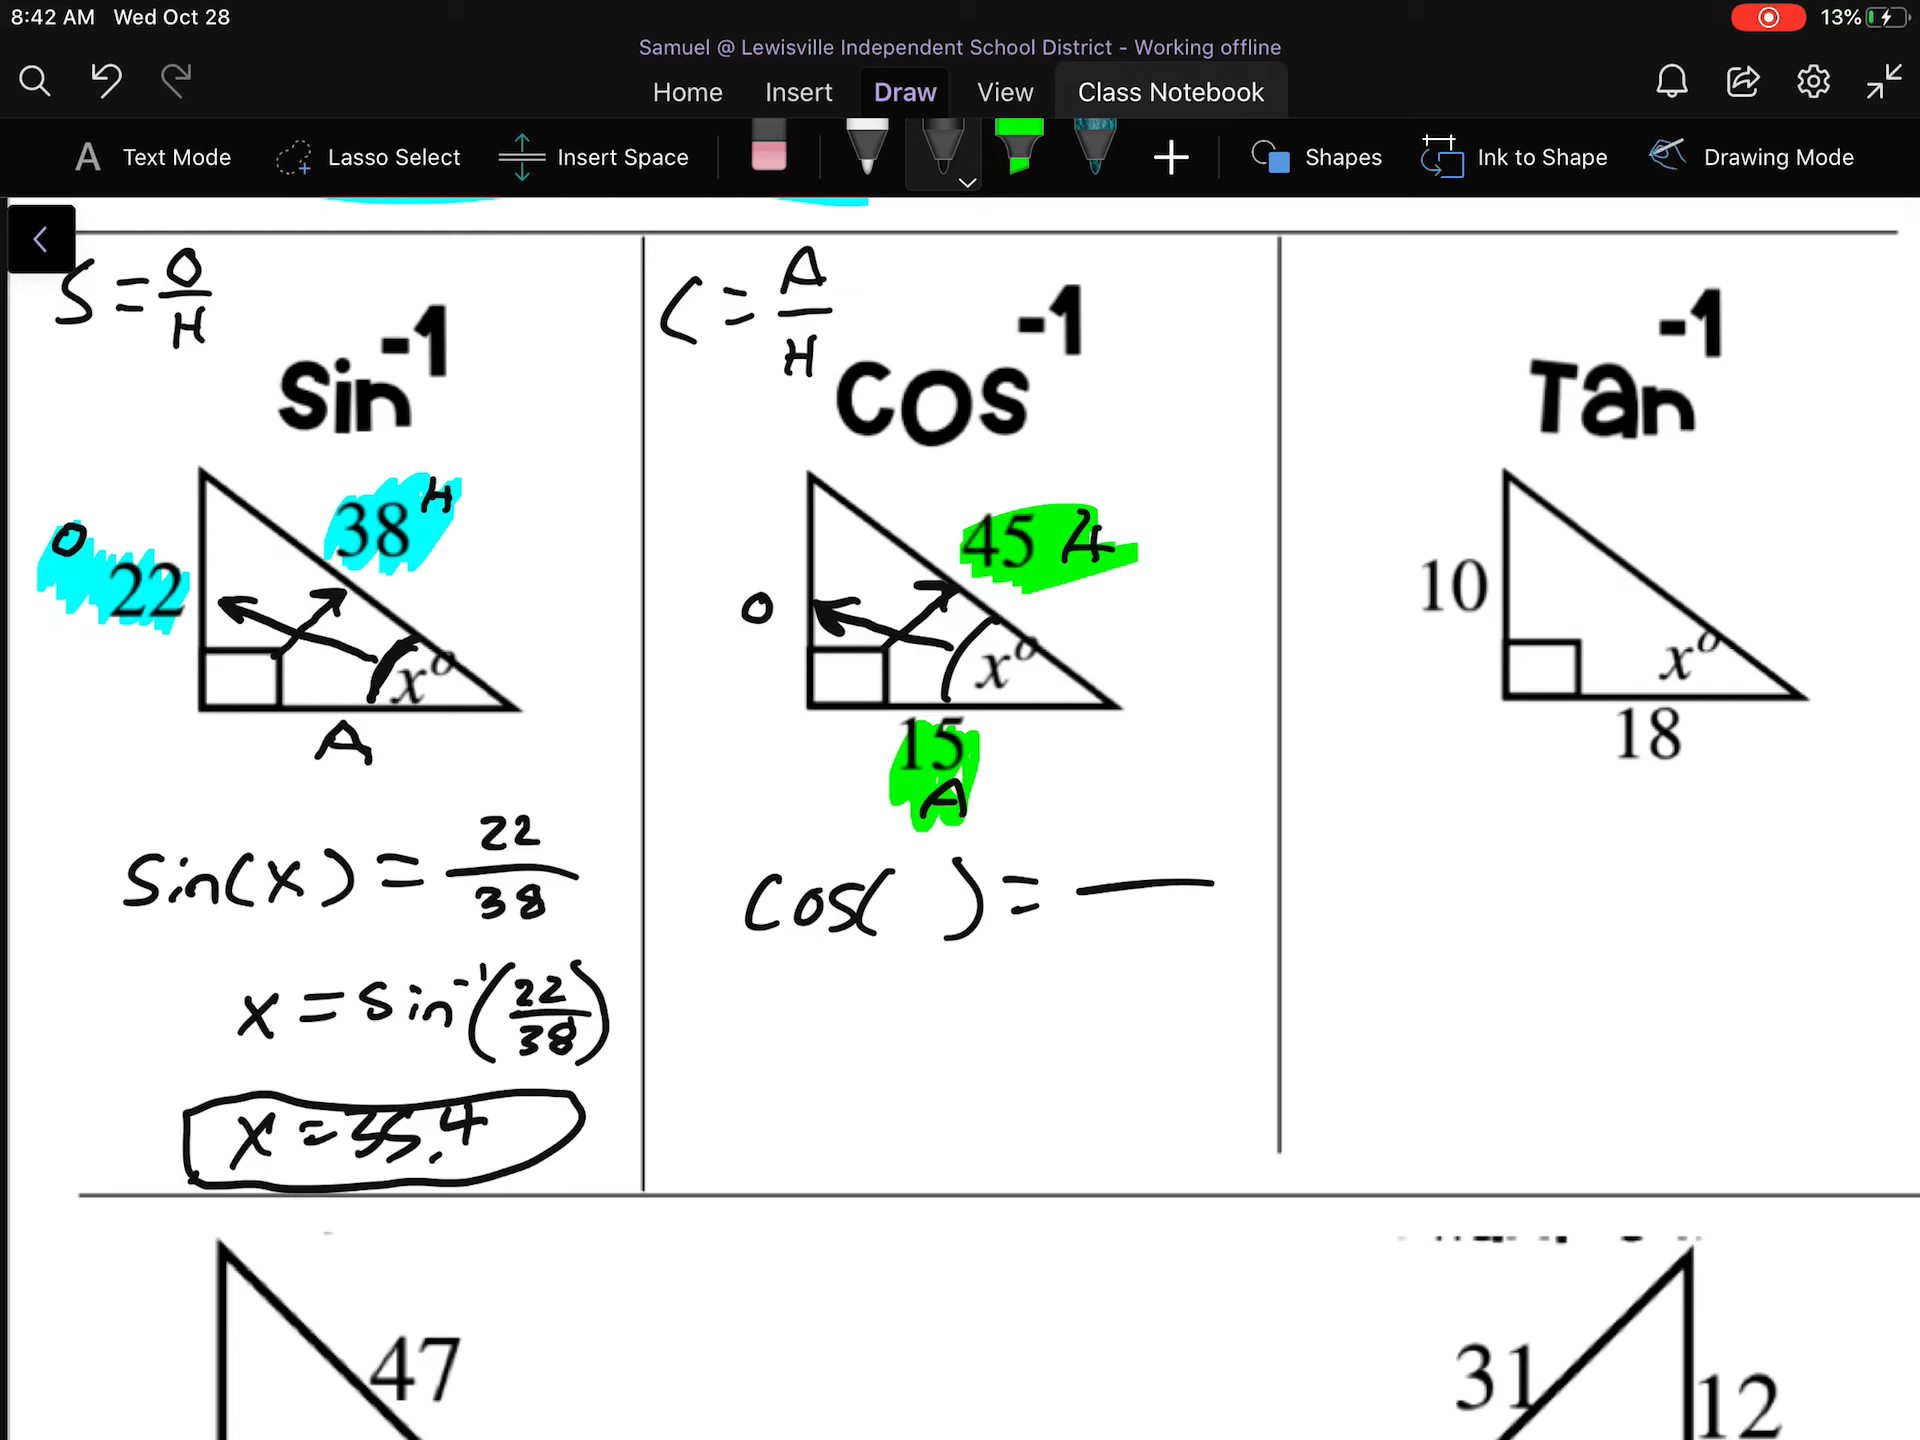 8:42 AM Wed Oct 28
13%
Samuel @ Lewisville Independent School District - Working offline
Home Insert Draw View Class Notebook
A Text Mode Lasso Select Insert Space Shapes Ink to Shape Drawing Mode
S = O/H
sin⁻¹
38 H
O
22
x°
A
sin(x) = 22/38
x = sin⁻¹(22/38)
x = 35.4
C = A/H
cos⁻¹
45
O
x°
15
A
cos( ) =
Tan⁻¹
10
x°
18
47
31
12